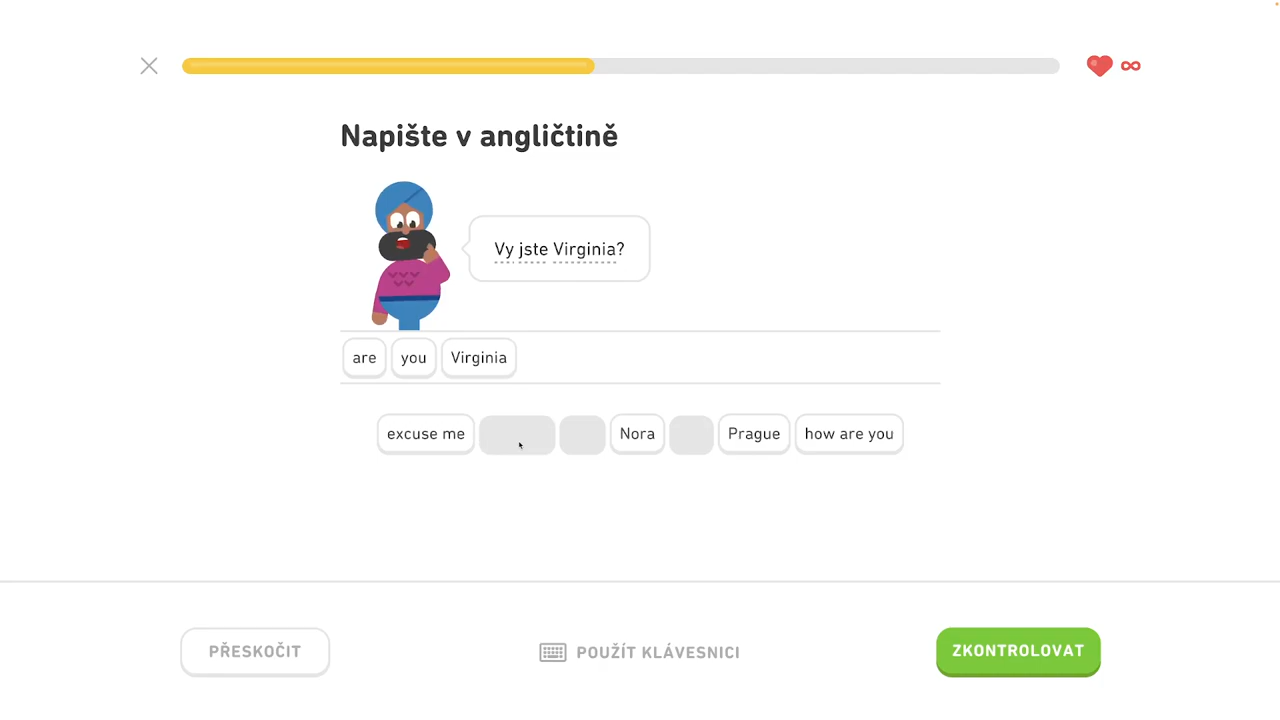 Napište v angličtině
Vy jste Virginia?
are you Virginia
excuse me Nora Prague how are you
PŘESKOČIT POUŽÍT KLÁVESNICI ZKONTROLOVAT